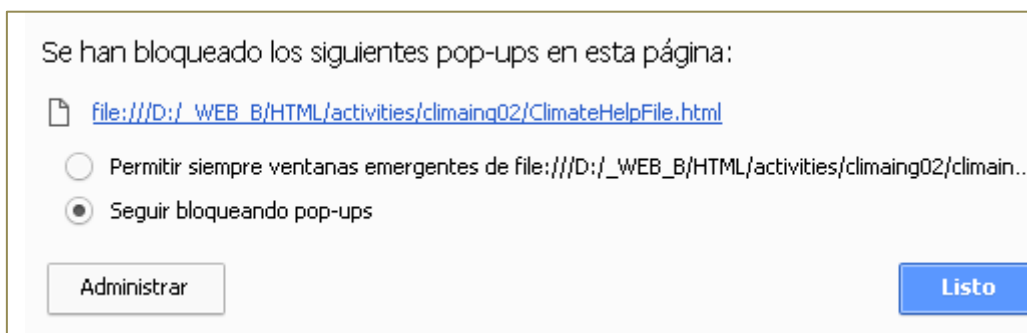 Se han bloqueado los siguientes pop-ups en esta página:
file:///D:/_WEB_B/HTML/activities/climaing02/ClimateHelpFile.html
Permitir siempre ventanas emergentes de file:///D:/_WEB_B/HTML/activities/climaing02/climain...
Seguir bloqueando pop-ups
Administrar
Listo